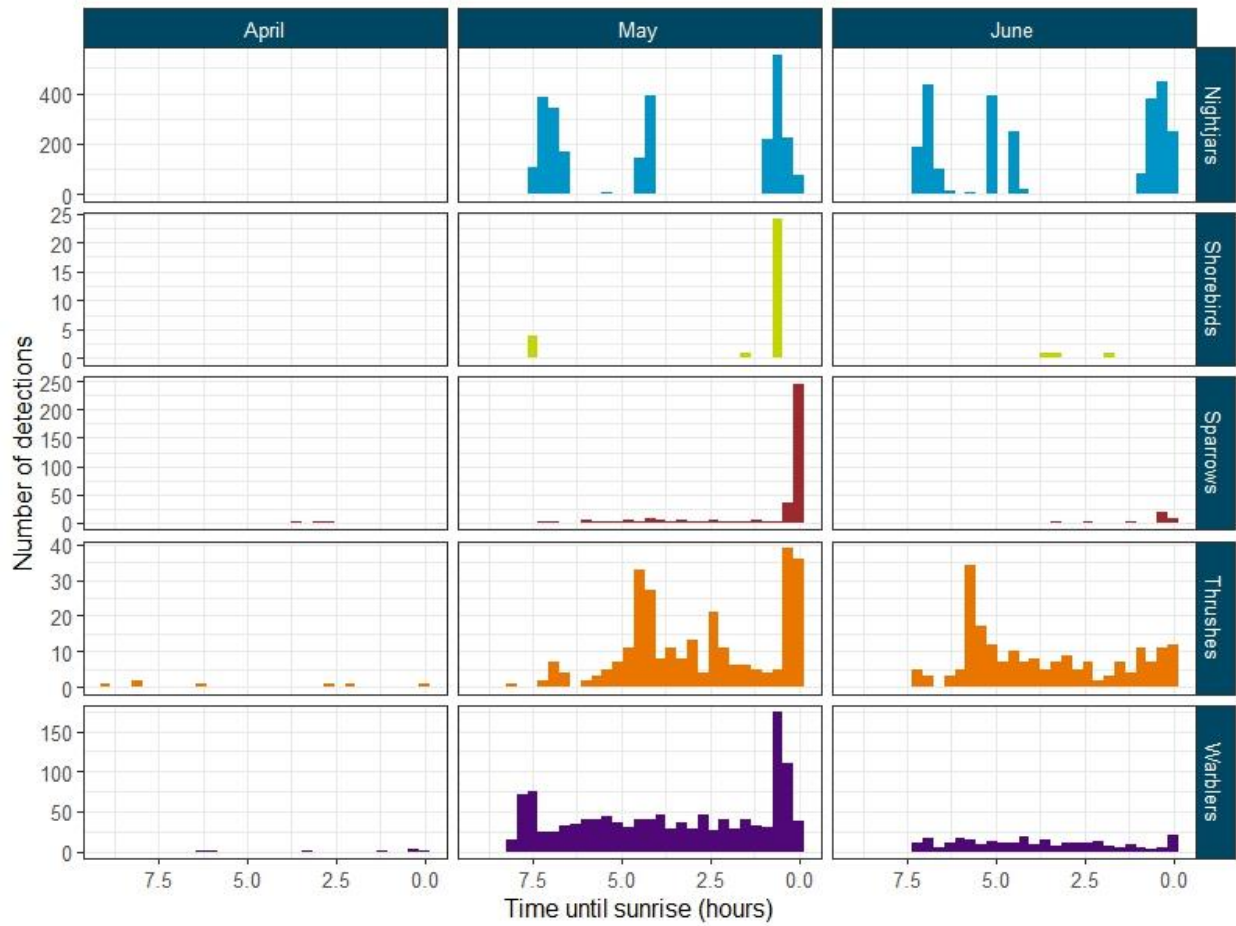 April May June
400
200
0
Nightjars
25
20
15
10
5
0
Shorebirds
250
200
150
100
50
0
Sparrows
40
30
20
10
0
Thrushes
150
100
50
0
Warblers
Number of detections
7.5 5.0 2.5 0.0 7.5 5.0 2.5 0.0 7.5 5.0 2.5 0.0
Time until sunrise (hours)